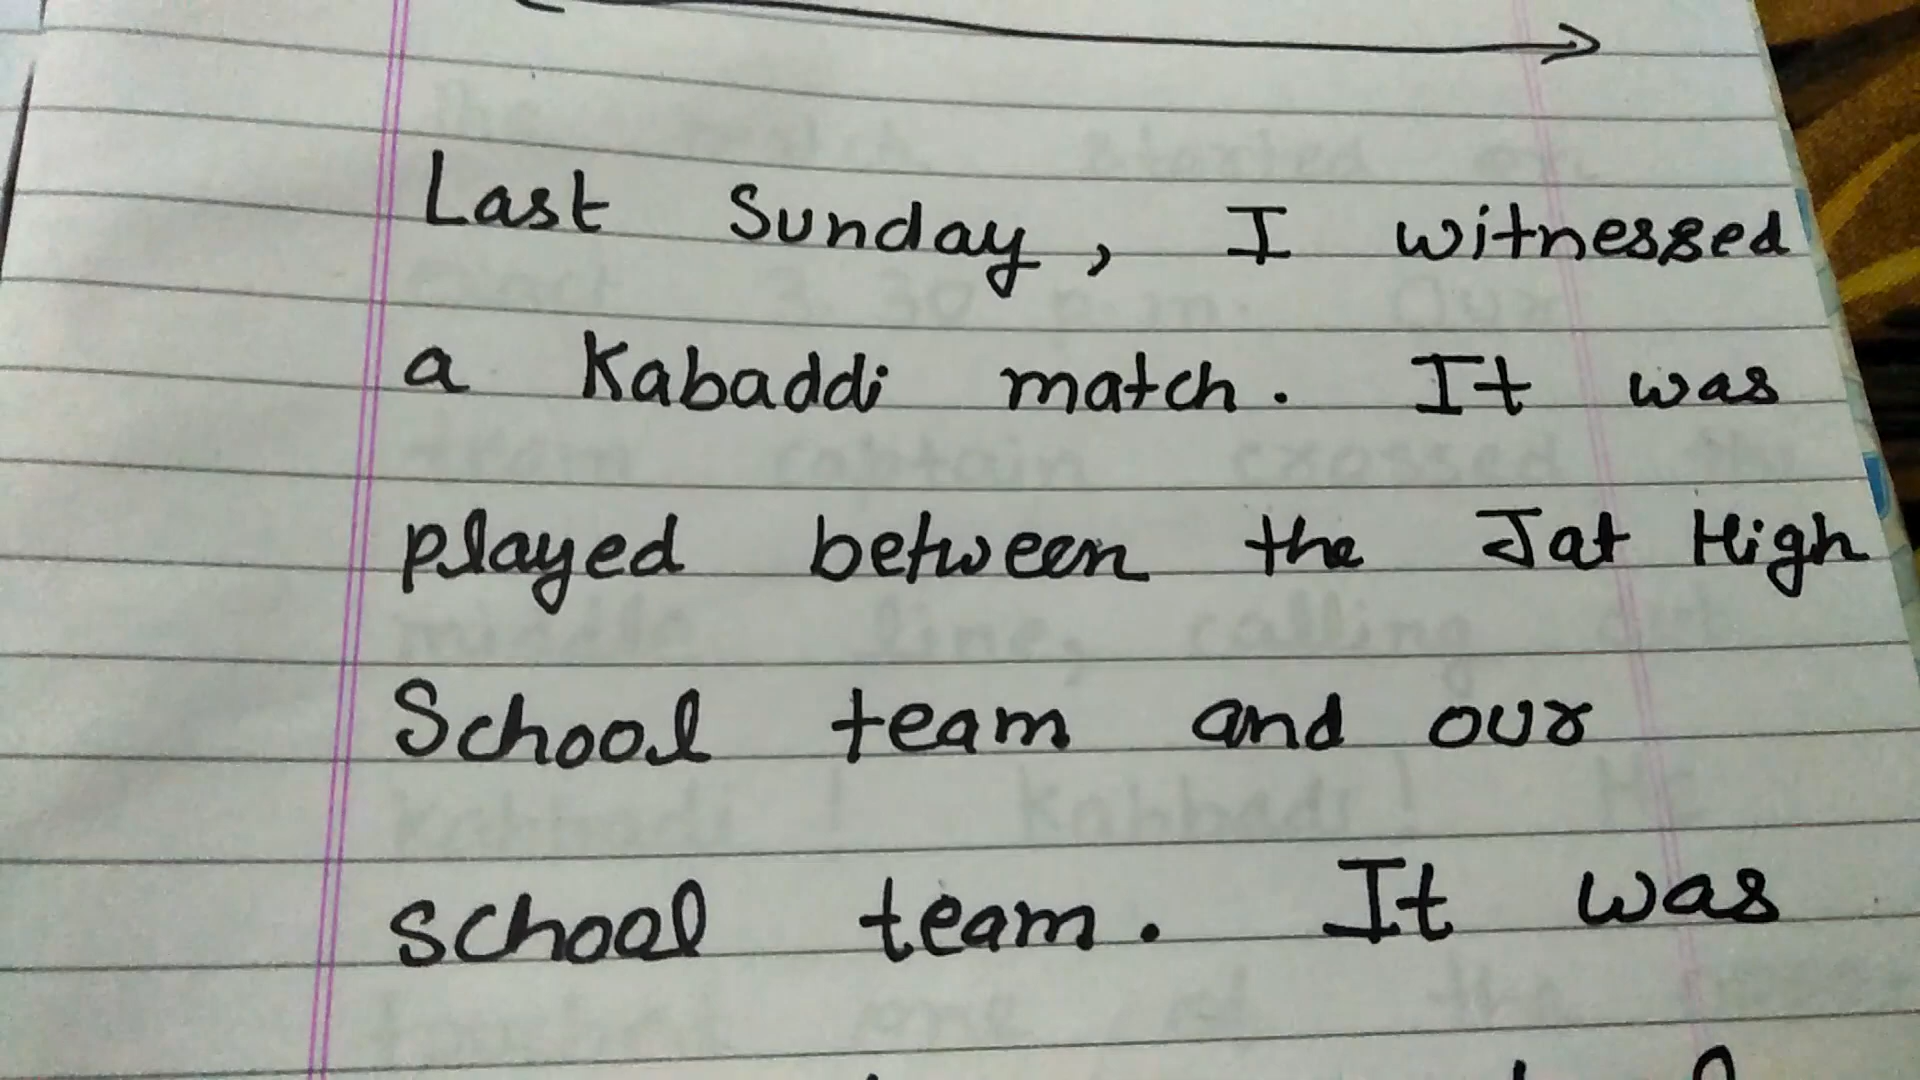 Last Sunday, I witnessed
a Kabaddi match. It was
played between the Jat High
School team and our
school team. It was